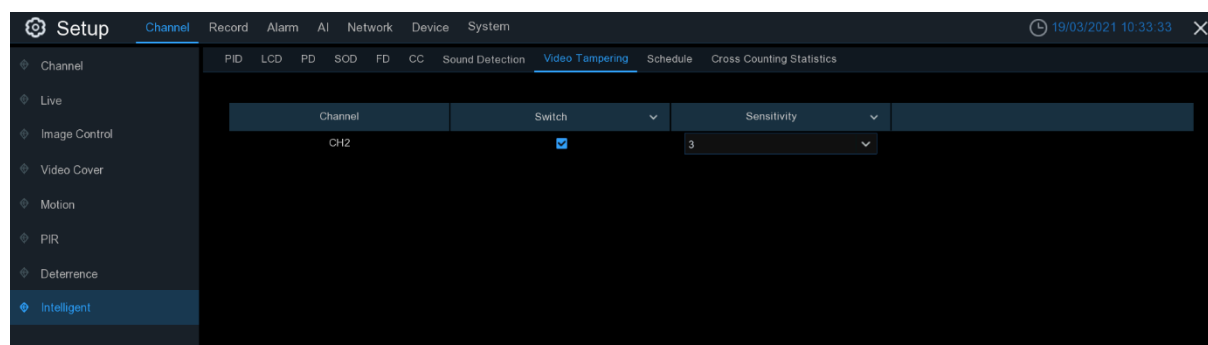 Setup Channel Record Alarm AI Network Device System 19/03/2021 10:33:33
PID LCD PD SOD FD CC Sound Detection Video Tampering Schedule Cross Counting Statistics
Channel
Live
Image Control
Video Cover
Motion
PIR
Deterrence
Intelligent
Channel Switch Sensitivity
CH2 3